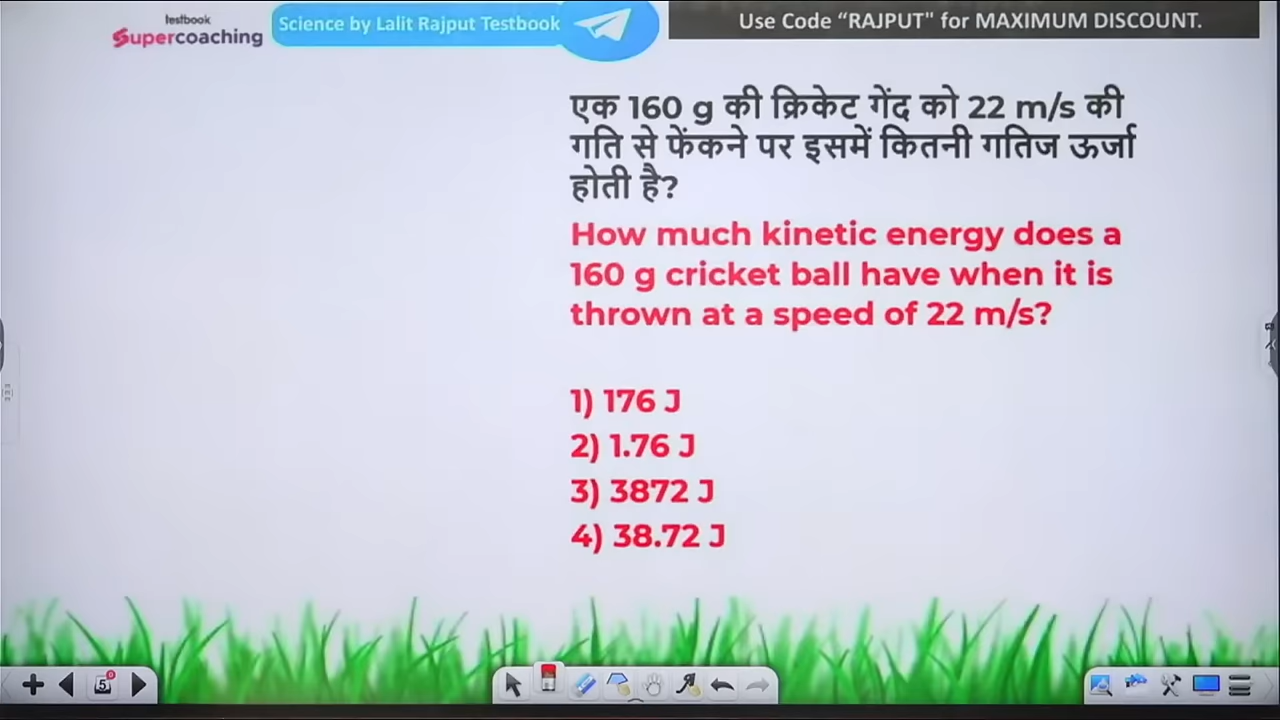 testbook
Supercoaching
Science by Lalit Rajput Testbook
Use Code “RAJPUT" for MAXIMUM DISCOUNT.
एक 160 g की क्रिकेट गेंद को 22 m/s की
गति से फेंकने पर इसमें कितनी गतिज ऊर्जा
होती है?
How much kinetic energy does a
160 g cricket ball have when it is
thrown at a speed of 22 m/s?
1) 176 J
2) 1.76 J
3) 3872 J
4) 38.72 J
5